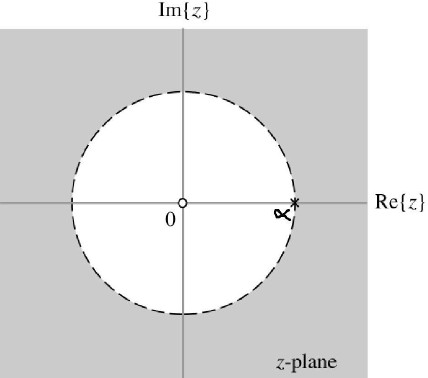 Im{z}
Re{z}
0
α
z-plane